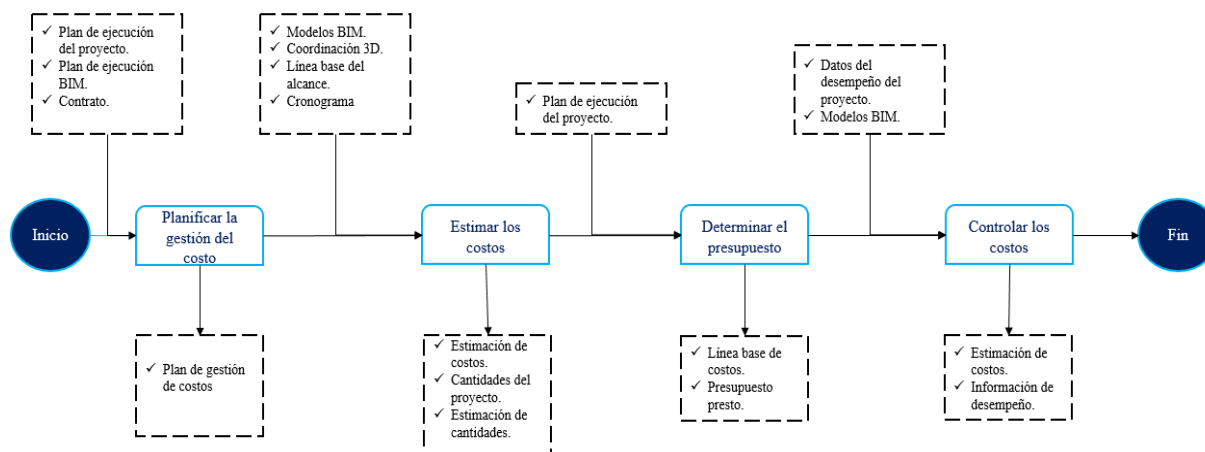 ✓ Plan de ejecución
del proyecto.
✓ Plan de ejecución
BIM.
✓ Contrato.
✓ Modelos BIM.
✓ Coordinación 3D.
✓ Línea base del
alcance.
✓ Cronograma
✓ Plan de ejecución
del proyecto.
✓ Datos del
desempeño del
proyecto.
✓ Modelos BIM.
Inicio
Planificar la
gestión del
costo
Estimar los
costos
Determinar el
presupuesto
Controlar los
costos
Fin
✓ Plan de gestión
de costos
✓ Estimación de
costos.
✓ Cantidades del
proyecto.
✓ Estimación de
cantidades.
✓ Línea base de
costos.
✓ Presupuesto
presto.
✓ Estimación de
costos.
✓ Información de
desempeño.